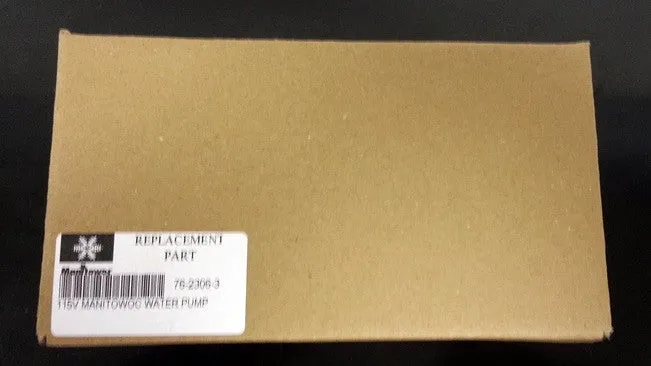 REPLACEMENT
PART
Manitowoc
76-2306-3
115V MANITOWOC WATER PUMP